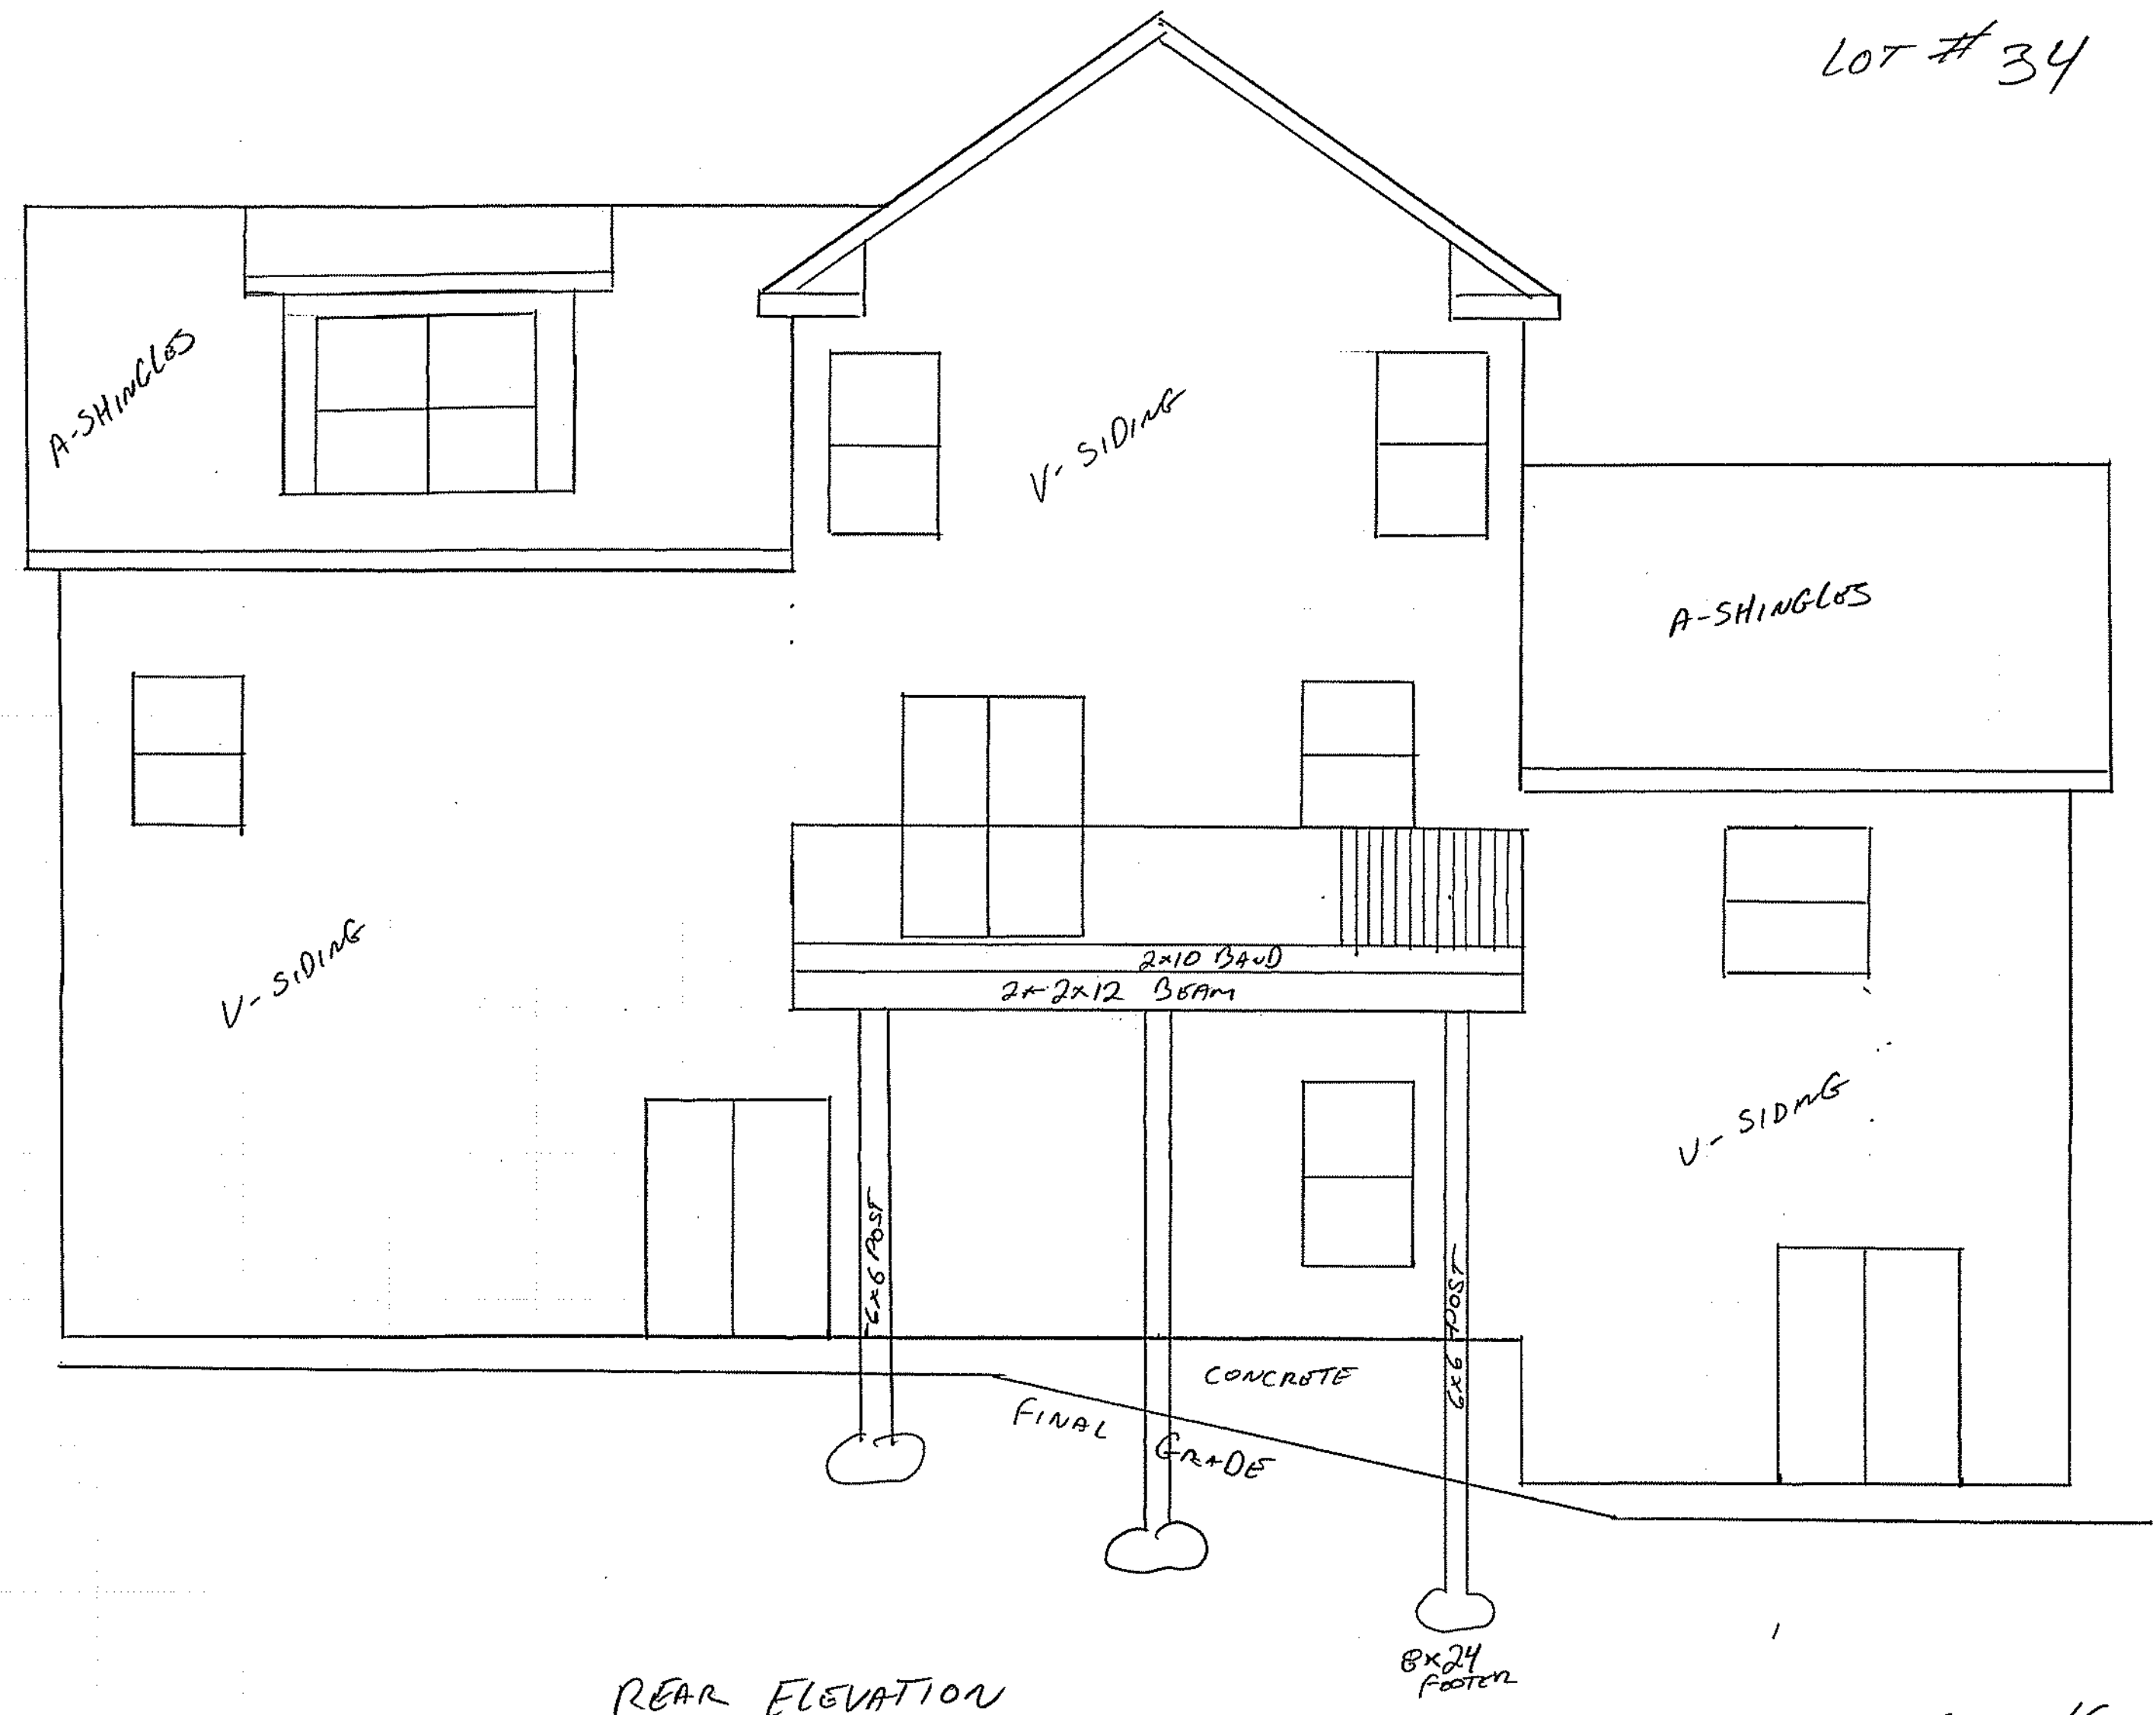 LOT # 34
A-SHINGLES
V-SIDING
A-SHINGLES
V-SIDING
2x10 BAND
2-2x12 BEAM
V-SIDING
6x6 POST
6x6 POST
CONCRETE
FINAL GRADE
8x24
FOOTER
REAR ELEVATION